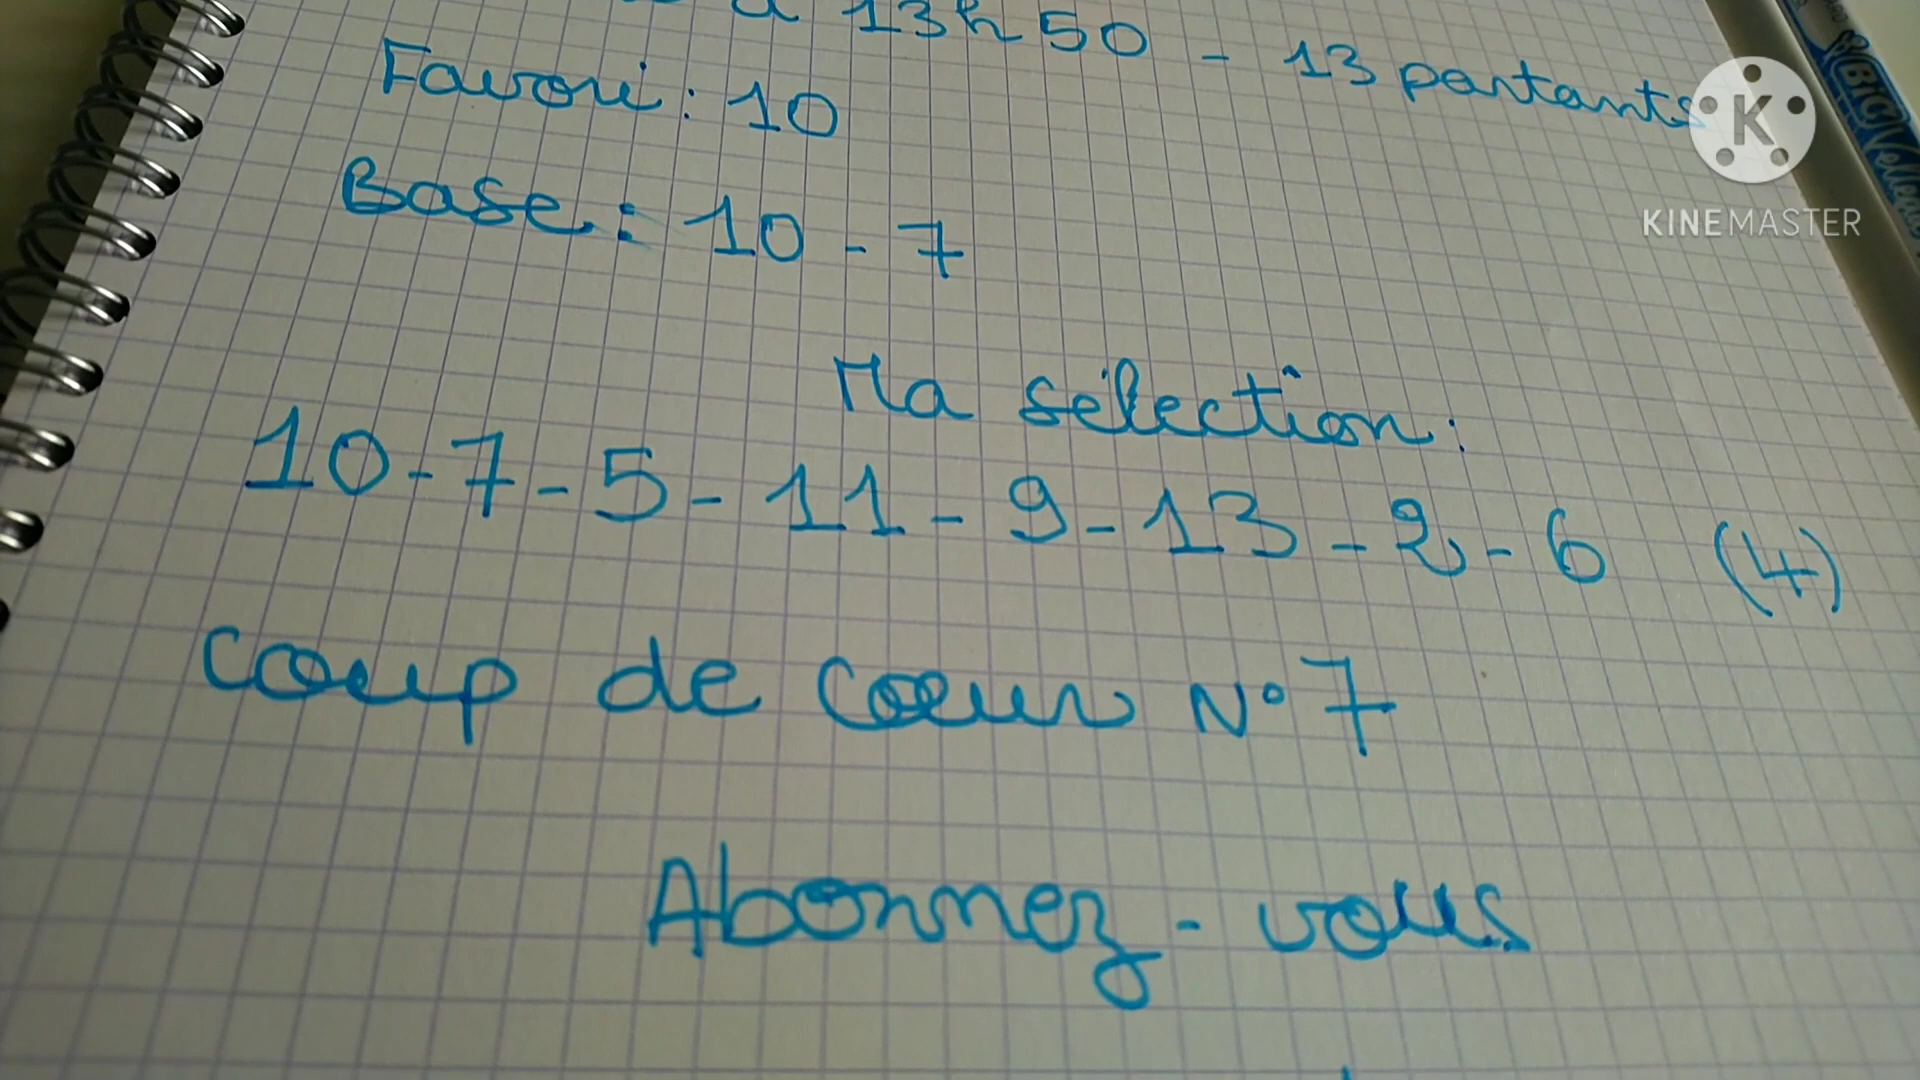 à 13h50 - 13 partants
Favori : 10
Base : 10 - 7
Ma sélection :
10 - 7 - 5 - 11 - 9 - 13 - 2 - 6 (4)
Coup de coeur N° 7
Abonnez-vous
K
KINEMASTER
BIC Velleda